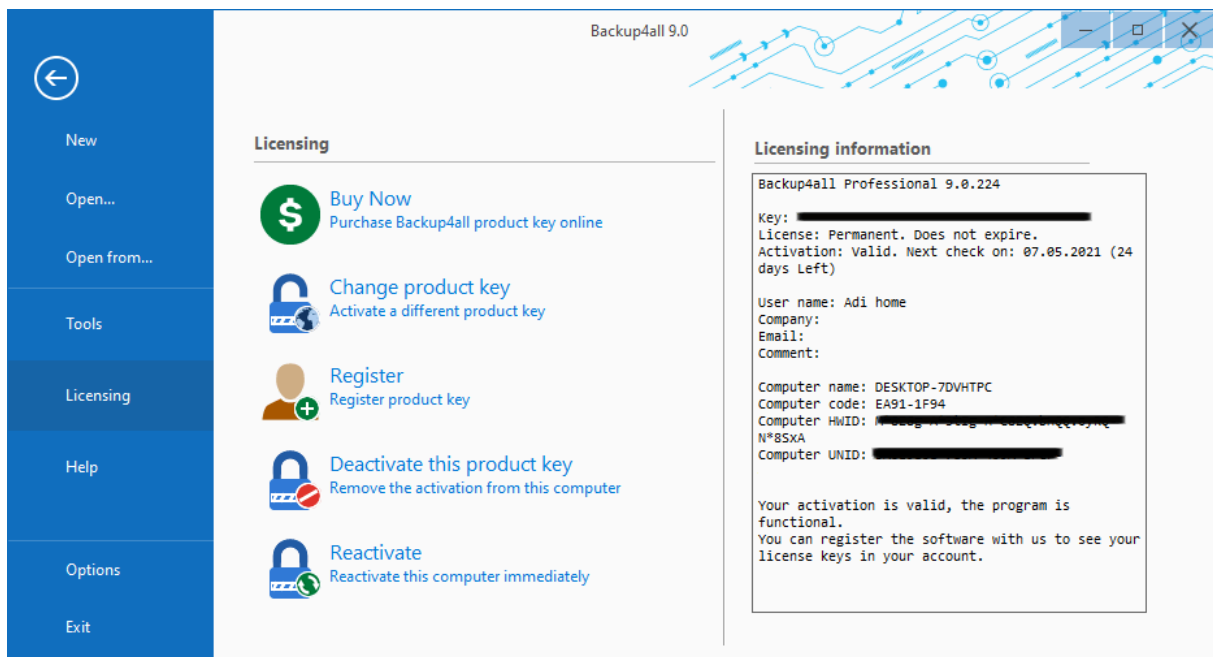 Backup4all 9.0
New
Open...
Open from...
Tools
Licensing
Help
Options
Exit
Licensing
Buy Now
Purchase Backup4all product key online
Change product key
Activate a different product key
Register
Register product key
Deactivate this product key
Remove the activation from this computer
Reactivate
Reactivate this computer immediately
Licensing information
Backup4all Professional 9.0.224
Key:
License: Permanent. Does not expire.
Activation: Valid. Next check on: 07.05.2021 (24
days Left)
User name: Adi home
Company:
Email:
Comment:
Computer name: DESKTOP-7DVHTPC
Computer code: EA91-1F94
Computer HWID:
N*8SxA
Computer UNID:
Your activation is valid, the program is
functional.
You can register the software with us to see your
license keys in your account.